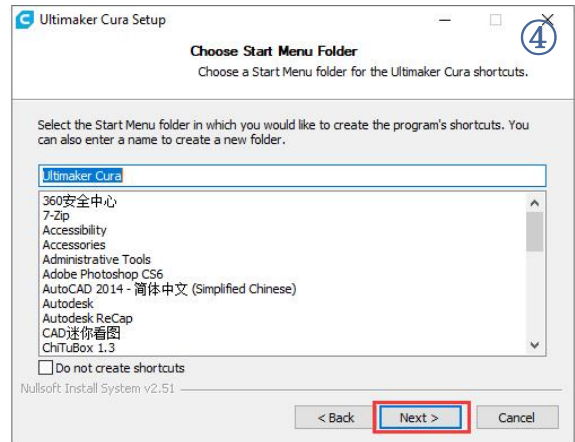 Ultimaker Cura Setup
④
Choose Start Menu Folder
Choose a Start Menu folder for the Ultimaker Cura shortcuts.
Select the Start Menu folder in which you would like to create the program's shortcuts. You
can also enter a name to create a new folder.
Ultimaker Cura
360安全中心
7-Zip
Accessibility
Accessories
Administrative Tools
Adobe Photoshop CS6
AutoCAD 2014 - 简体中文 (Simplified Chinese)
Autodesk
Autodesk ReCap
CAD迷你看图
ChiTuBox 1.3
Do not create shortcuts
Nullsoft Install System v2.51
< Back
Next >
Cancel